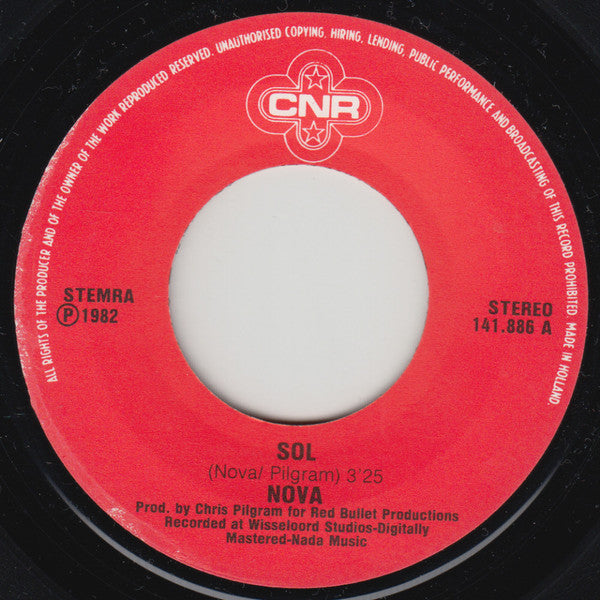 ALL RIGHTS OF THE PRODUCER AND OF THE OWNER OF THE WORK REPRODUCED RESERVED. UNAUTHORISED COPYING, HIRING, LENDING, PUBLIC PERFORMANCE AND BROADCASTING OF THIS RECORD PROHIBITED. MADE IN HOLLAND.
CNR
STEMRA
Ⓟ1982
STEREO
141.886 A
SOL
(Nova/ Pilgram) 3'25
NOVA
Prod. by Chris Pilgram for Red Bullet Productions
Recorded at Wisseloord Studios-Digitally
Mastered-Nada Music